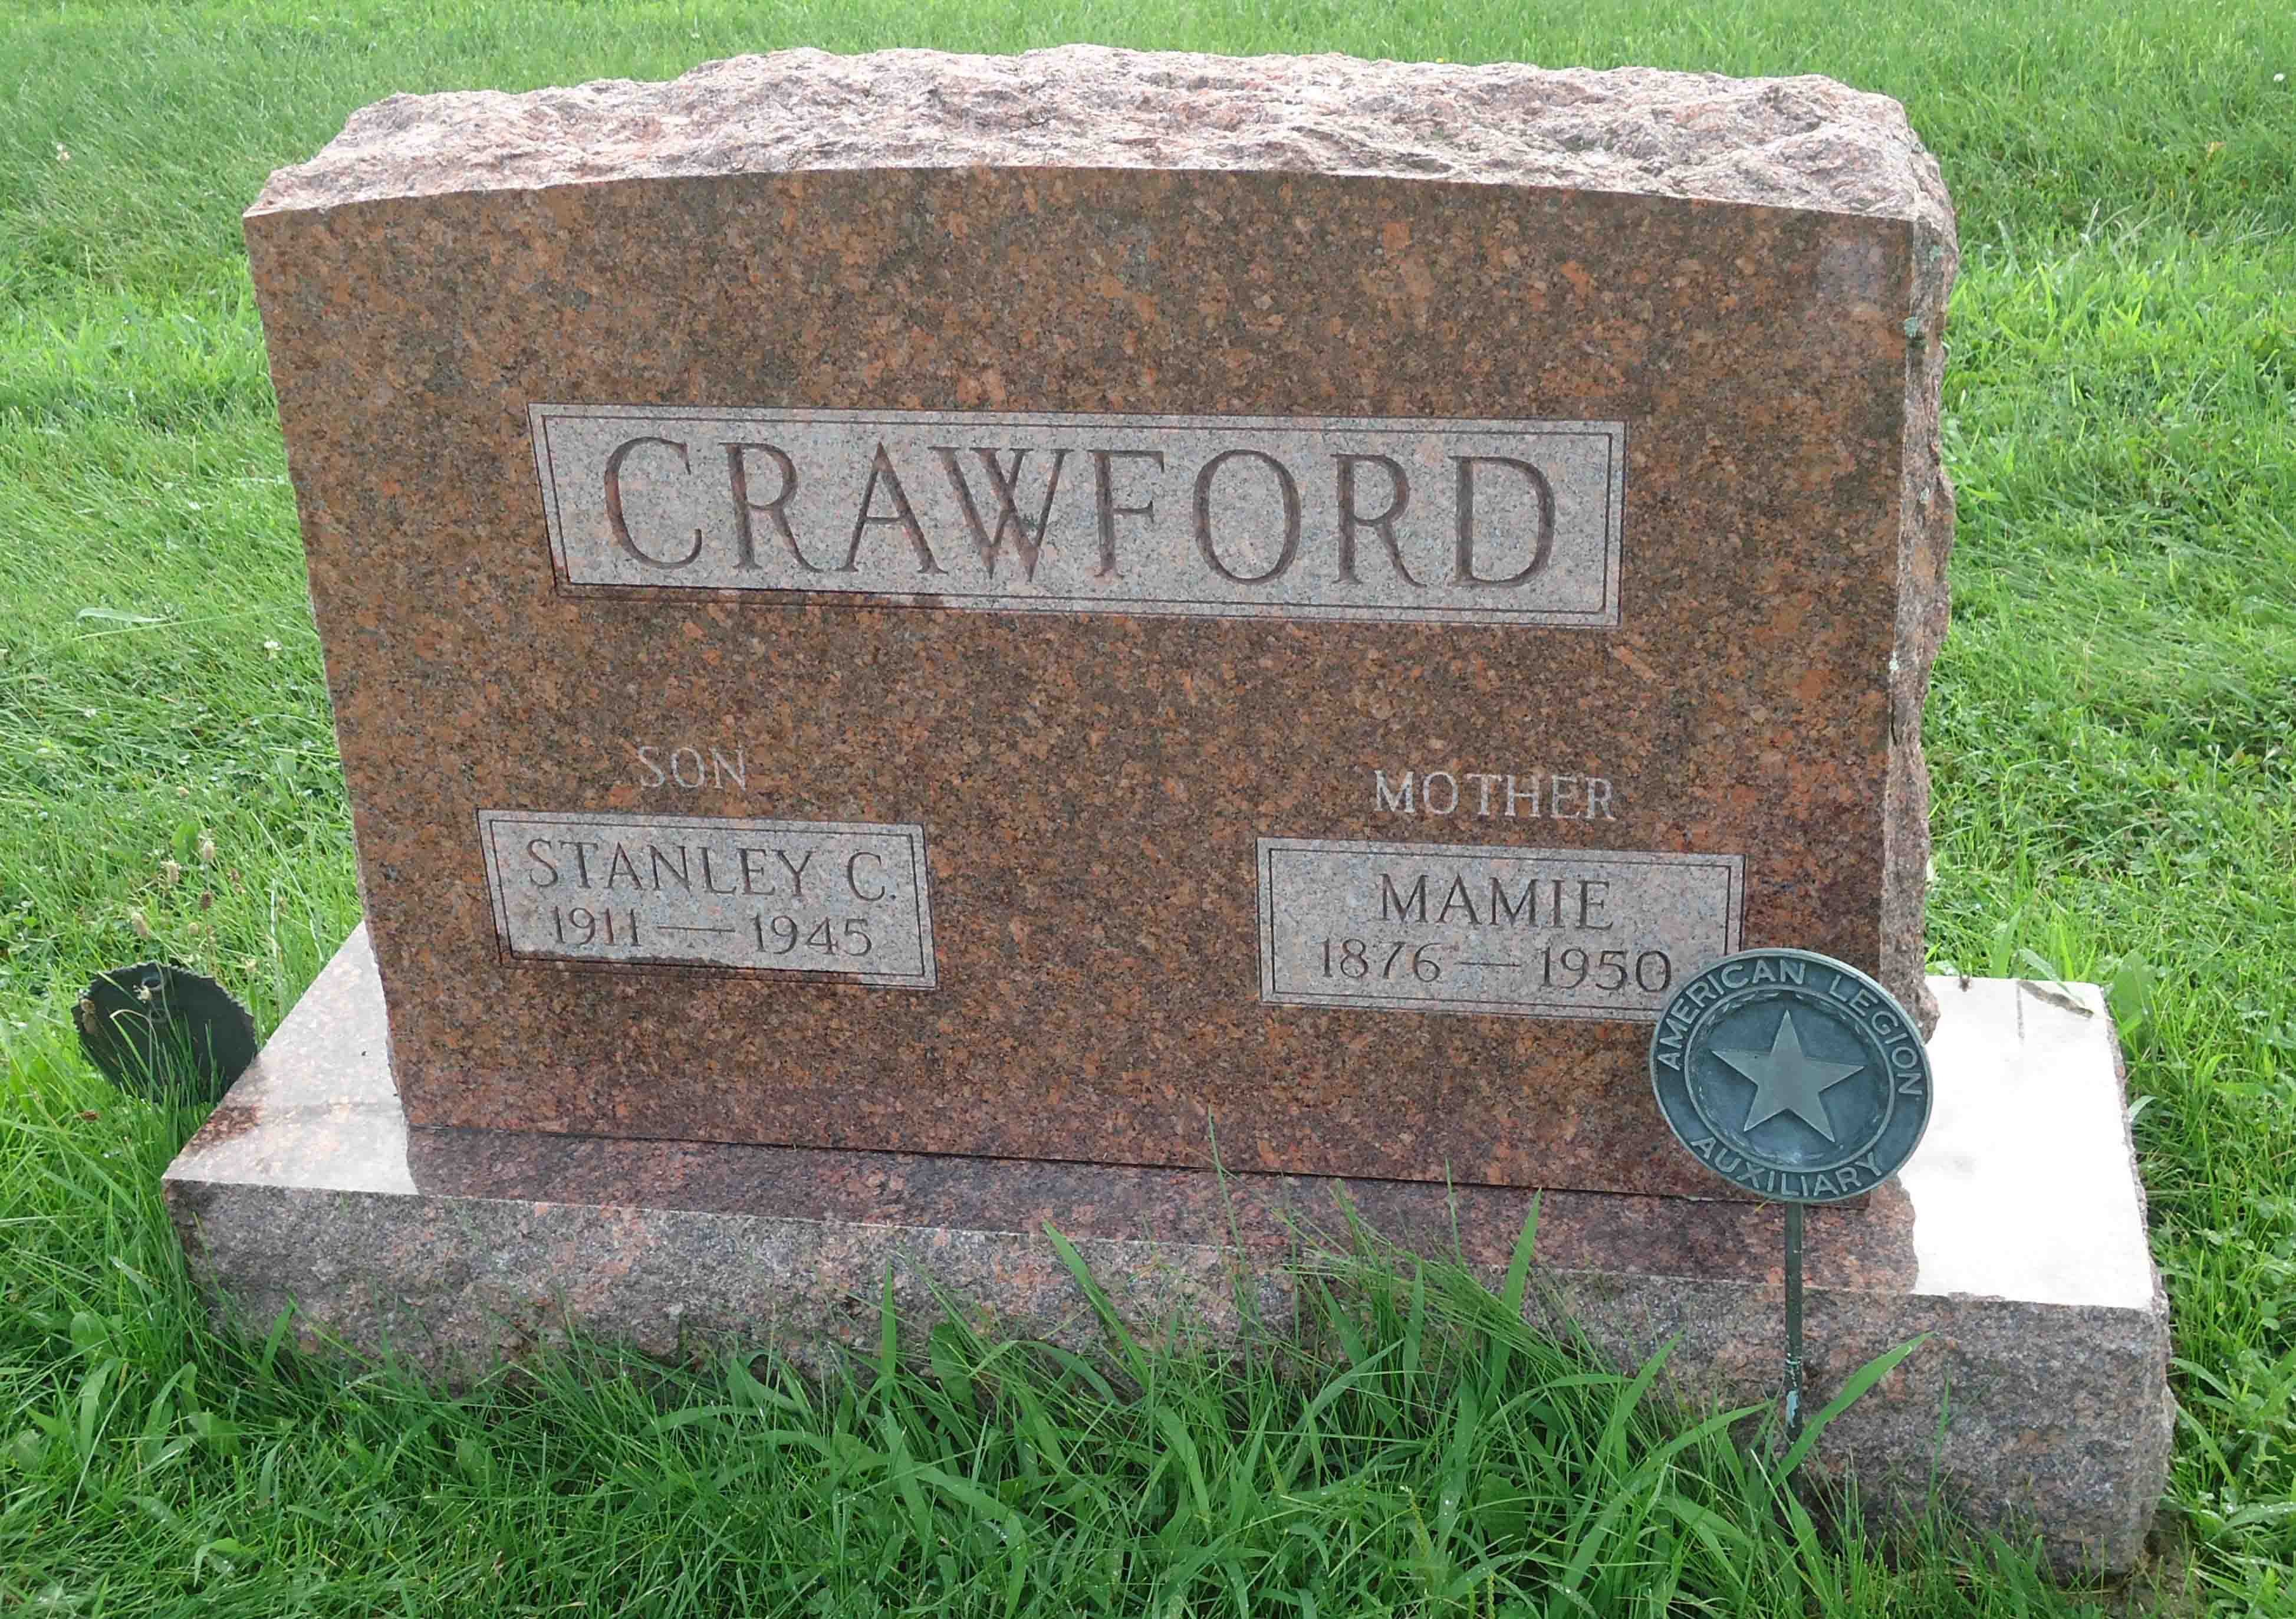 CRAWFORD
SON
STANLEY C.
1911 — 1945
MOTHER
MAMIE
1876 — 1950
AMERICAN LEGION
AUXILIARY